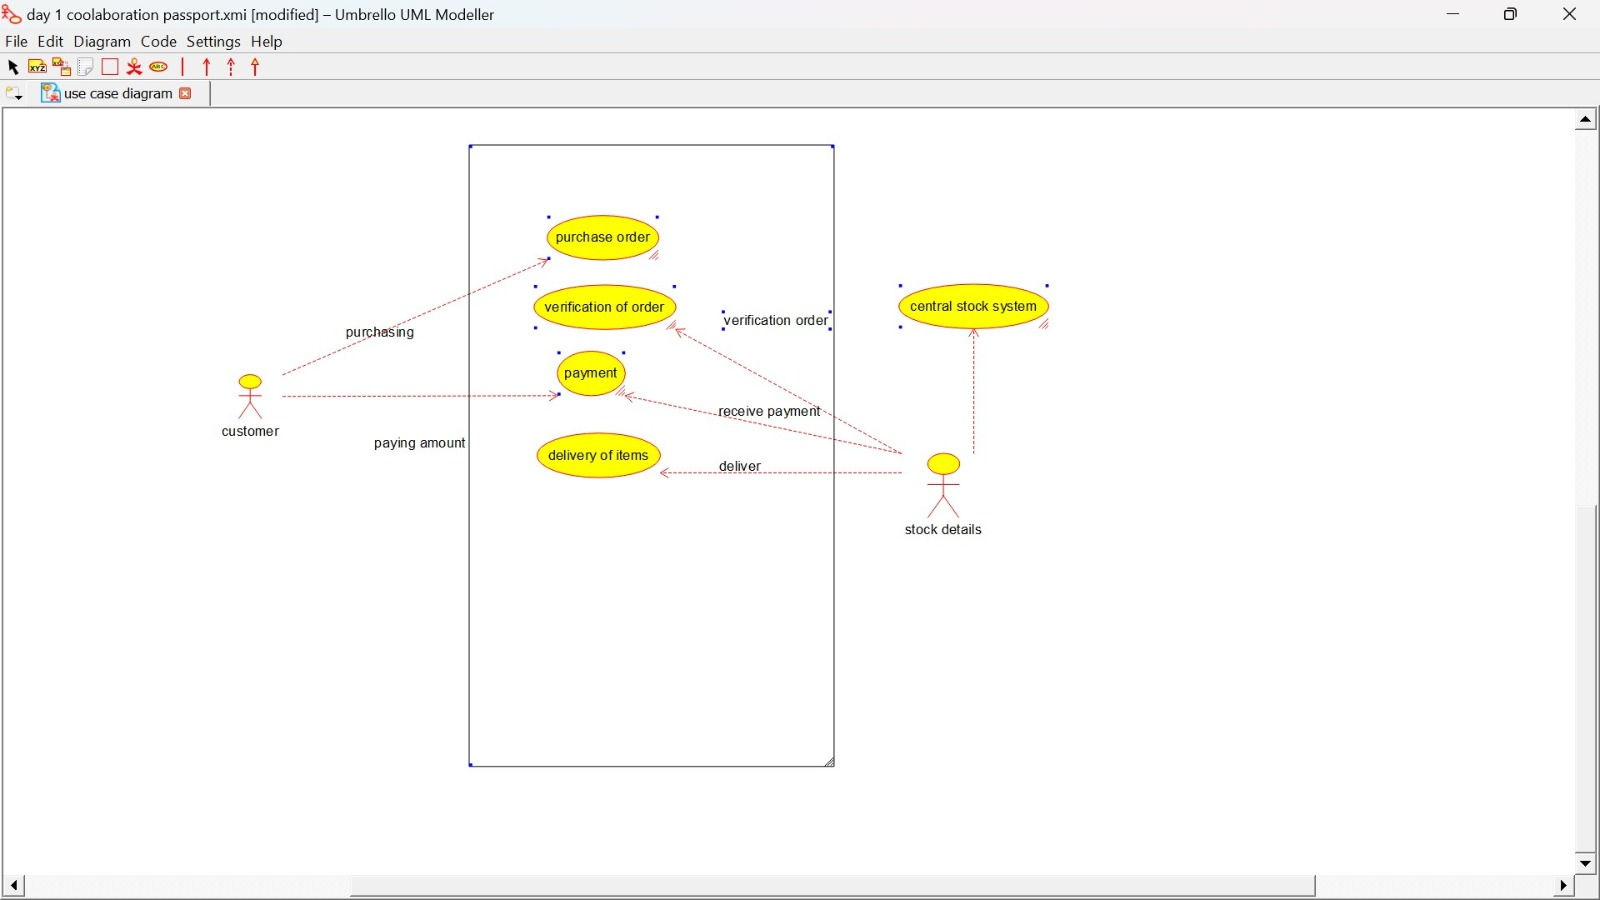 day 1 coolaboration passport.xmi [modified] – Umbrello UML Modeller
File Edit Diagram Code Settings Help
XYZ
ABC
use case diagram
purchase order
verification of order
central stock system
verification order
purchasing
payment
receive payment
customer
paying amount
delivery of items
deliver
stock details